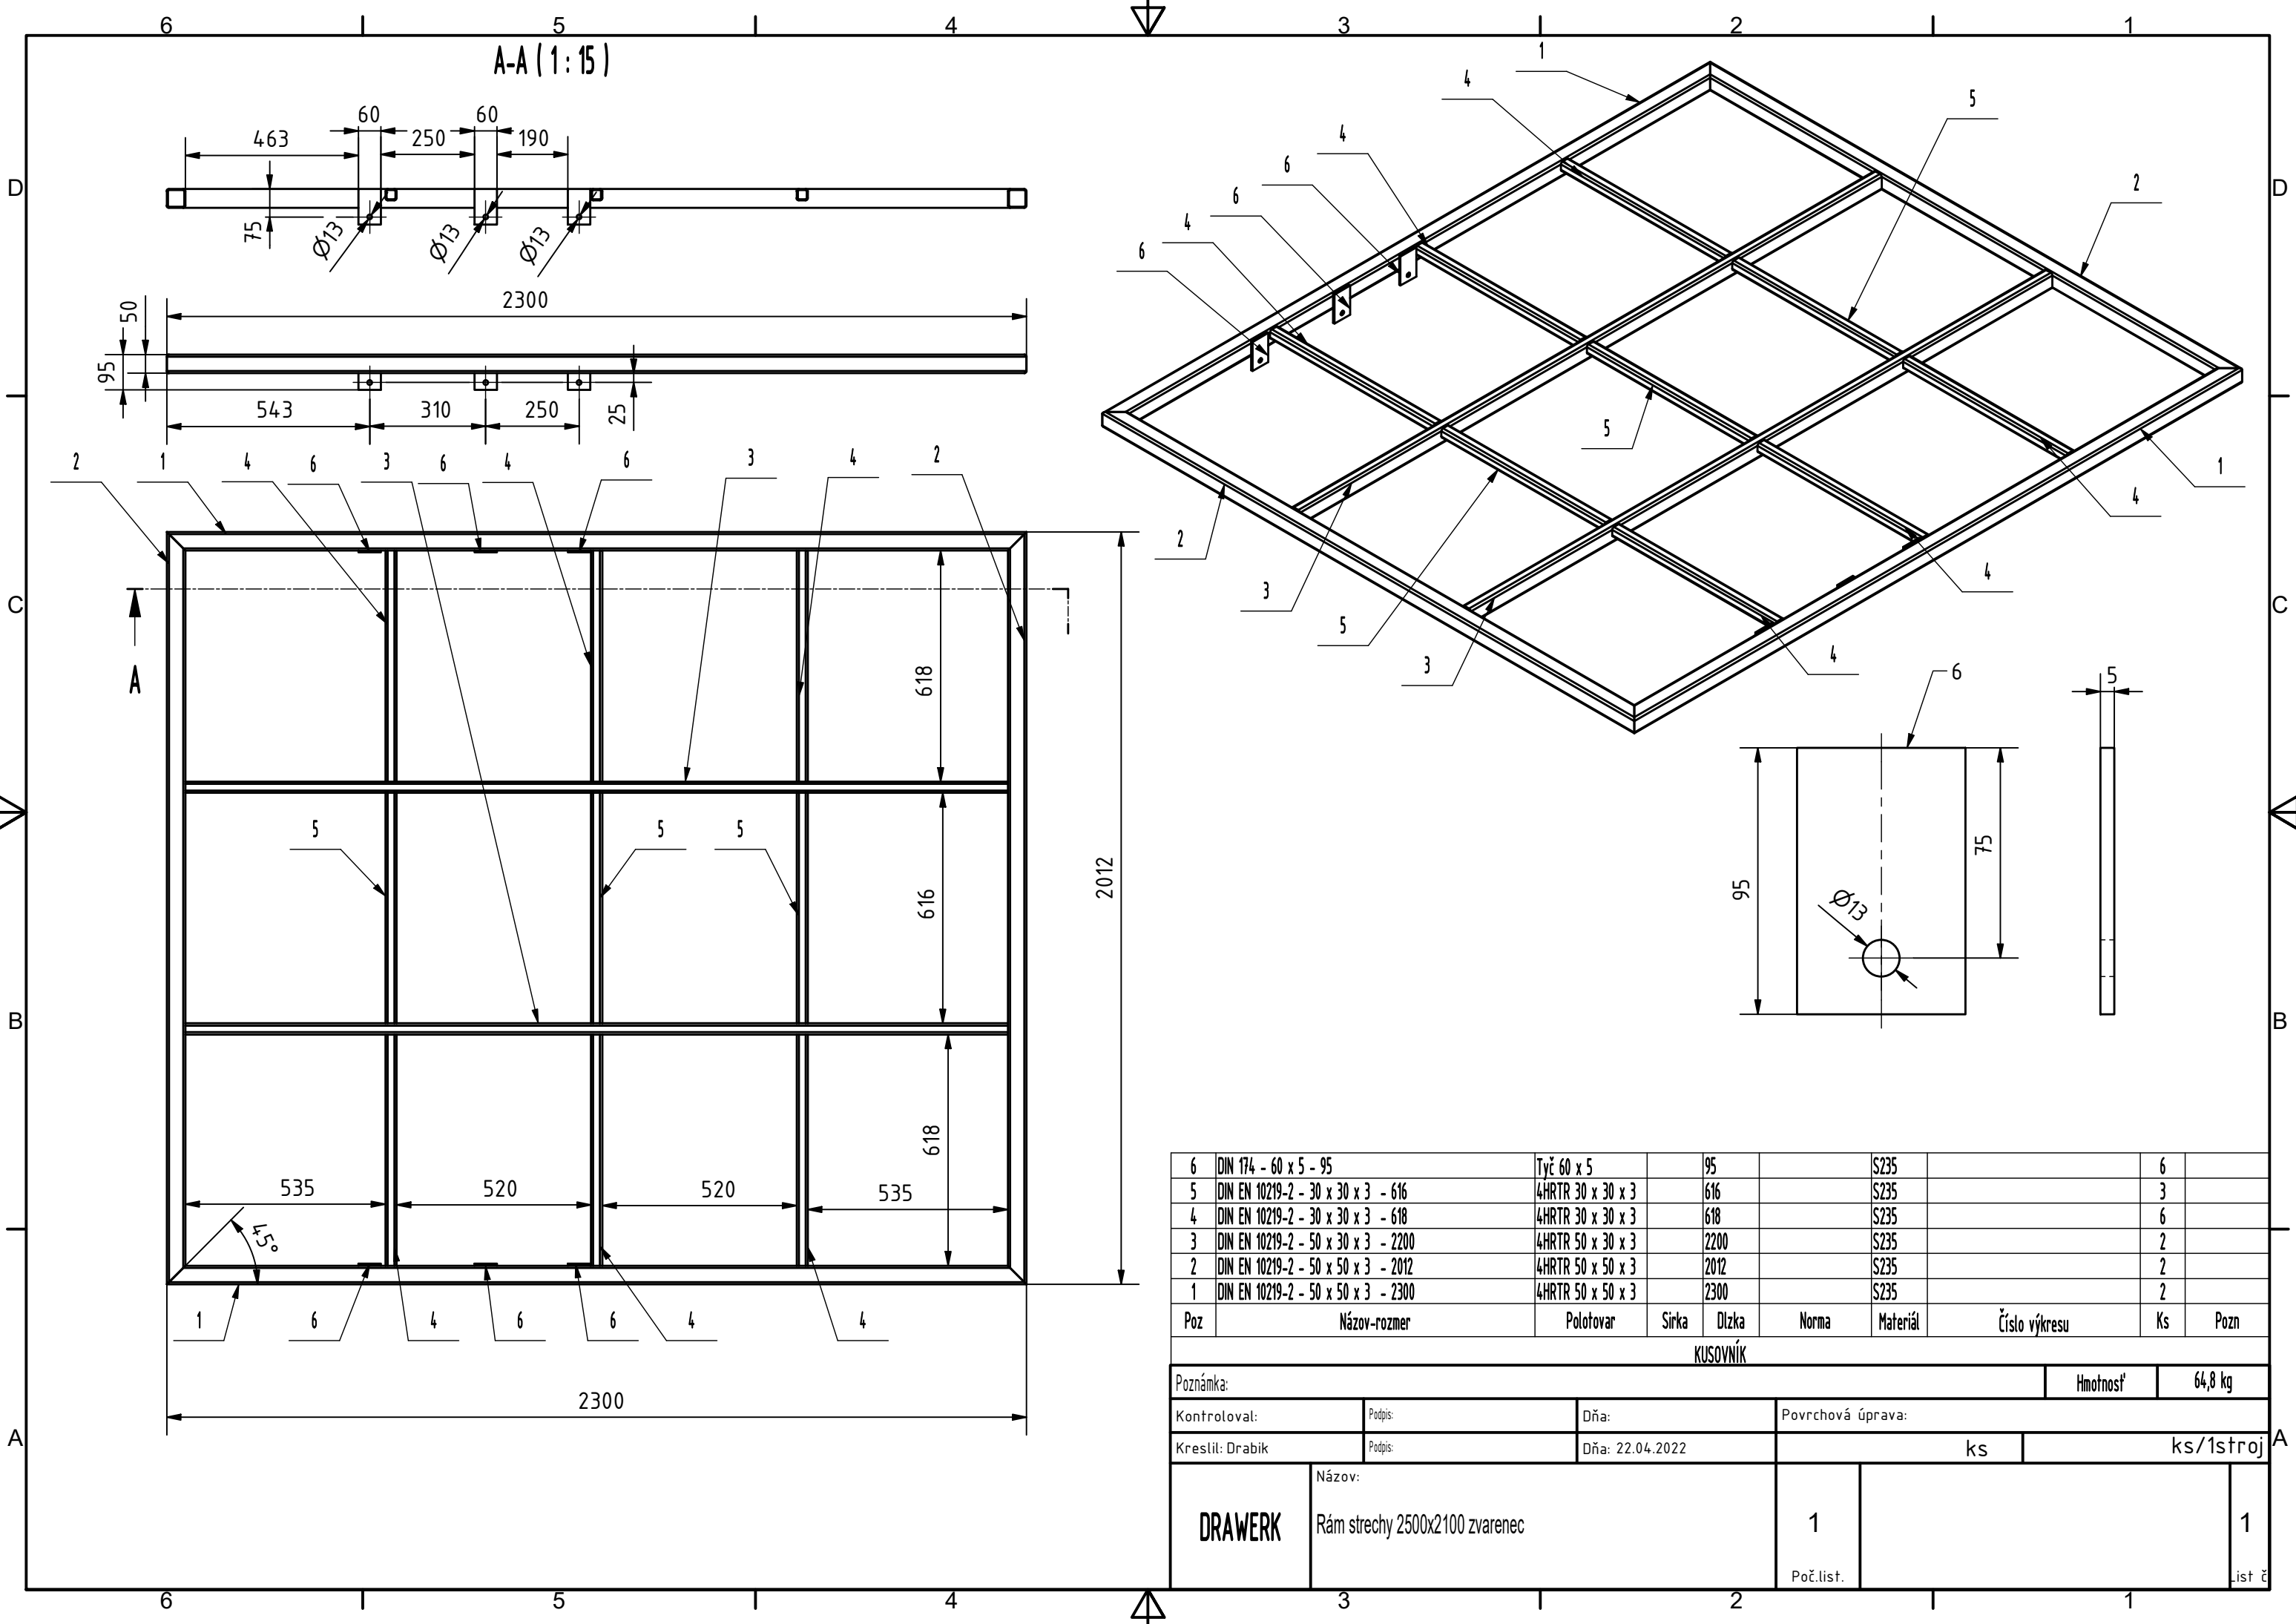 6 5 4 3 2 1
A-A ( 1 : 15 )
60 60
463 250 190
75 Ø13 Ø13 Ø13
2300
50
95
543 310 250 25
2 1 4 6 3 6 4 6 3 4 2
D D
C C
B B
A A
A
618
616
618
2012
5 5 5
535 520 520 535
45°
1 6 4 6 6 4 4
2300
1
4
5
4
6
2
6
4
6
5
1
4
2
4
3
5
4
3
6
5
95
75
Ø13
6 DIN 174 - 60 x 5 - 95 Tyč 60 x 5 95 S235 6
5 DIN EN 10219-2 - 30 x 30 x 3 - 616 4HRTR 30 x 30 x 3 616 S235 3
4 DIN EN 10219-2 - 30 x 30 x 3 - 618 4HRTR 30 x 30 x 3 618 S235 6
3 DIN EN 10219-2 - 50 x 30 x 3 - 2200 4HRTR 50 x 30 x 3 2200 S235 2
2 DIN EN 10219-2 - 50 x 50 x 3 - 2012 4HRTR 50 x 50 x 3 2012 S235 2
1 DIN EN 10219-2 - 50 x 50 x 3 - 2300 4HRTR 50 x 50 x 3 2300 S235 2
Poz Názov-rozmer Polotovar Sirka Dlzka Norma Materiál Číslo výkresu Ks Pozn
KUSOVNÍK
Poznámka: Hmotnosť 64,8 kg
Kontroloval: Podpis: Dňa: Povrchová úprava:
Kreslil: Drabik Podpis: Dňa: 22.04.2022 ks ks/1stroj
Názov:
DRAWERK Rám strechy 2500x2100 zvarenec 1 1
Poč.list. List č
6 5 4 3 2 1